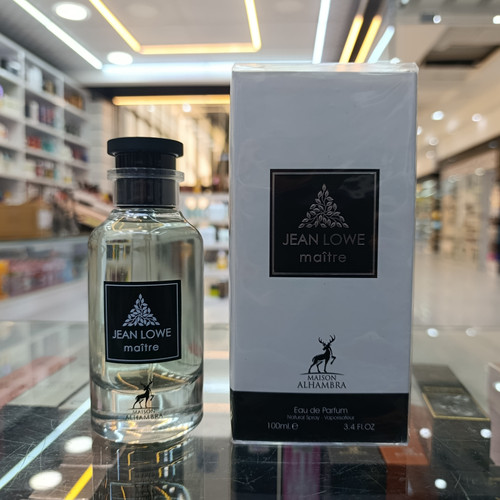 JEAN LOWE
maître
MAISON
ALHAMBRA
JEAN LOWE
maître
MAISON
ALHAMBRA
Eau de Parfum
Natural Spray - Vaporisateur
100ml. ℮ 3.4 FL.OZ